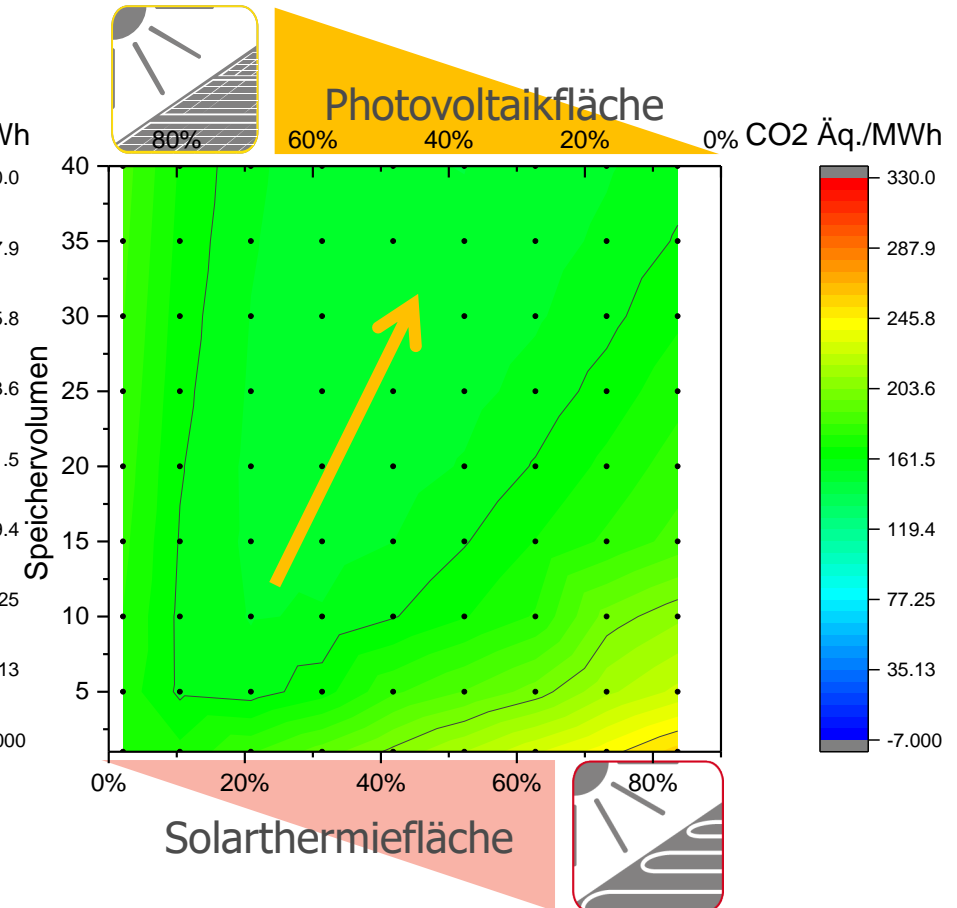 Photovoltaikfläche
80% 60% 40% 20% 0%
Wh
CO2 Äq./MWh
40
35
30
25
20
15
10
5
Speichervolumen
330.0
287.9
245.8
203.6
161.5
119.4
77.25
35.13
-7.000
0% 20% 40% 60% 80%
Solarthermiefläche